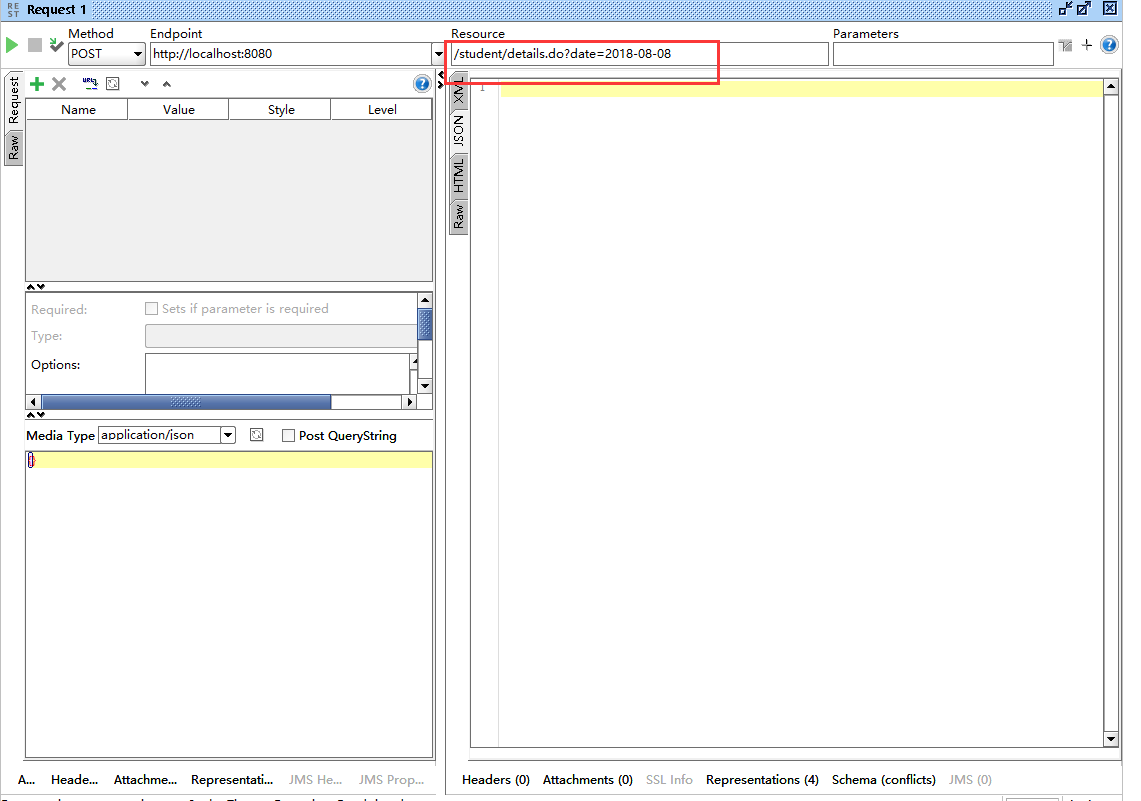 REST Request 1
Method Endpoint Resource Parameters
POST http://localhost:8080 /student/details.do?date=2018-08-08
Request
Raw
URL
Name Value Style Level
Required: Sets if parameter is required
Type:
Options:
Media Type application/json Post QueryString
{}
A... Heade... Attachme... Representati... JMS He... JMS Prop...
XML
JSON
HTML
Raw
1
Headers (0) Attachments (0) SSL Info Representations (4) Schema (conflicts) JMS (0)